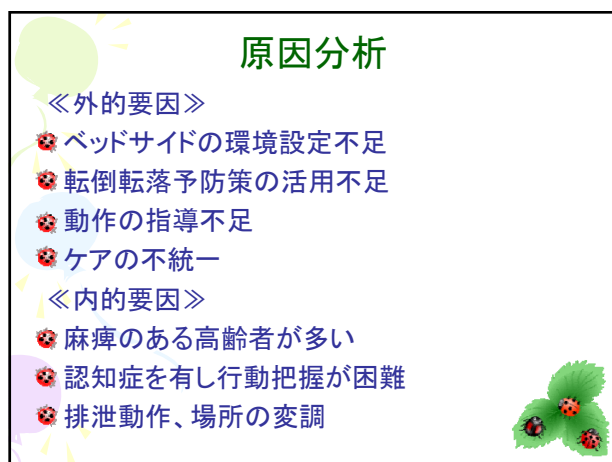 原因分析
≪外的要因≫
ベッドサイドの環境設定不足
転倒転落予防策の活用不足
動作の指導不足
ケアの不統一
≪内的要因≫
麻痺のある高齢者が多い
認知症を有し行動把握が困難
排泄動作、場所の変調